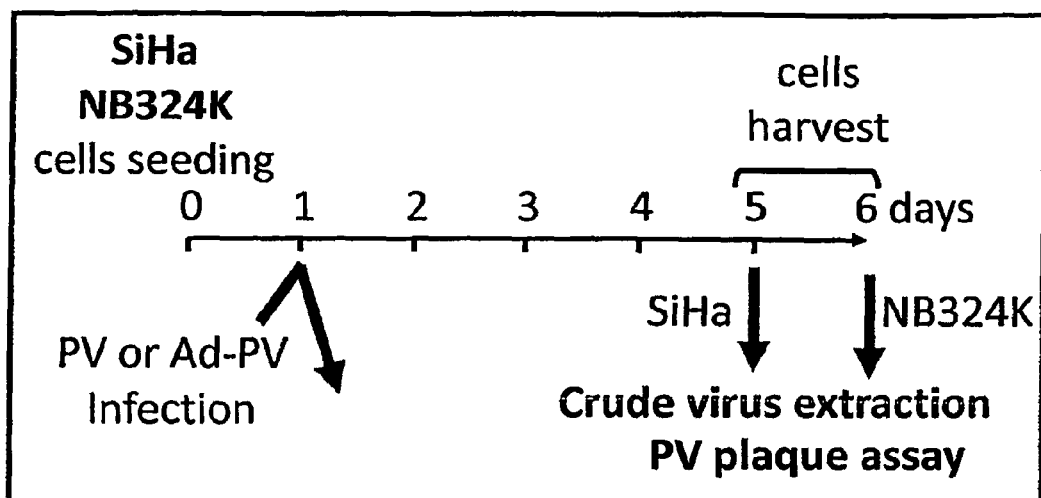 SiHa
NB324K
cells seeding
cells
harvest
0 1 2 3 4 5 6 days
PV or Ad-PV
Infection
SiHa
NB324K
Crude virus extraction
PV plaque assay